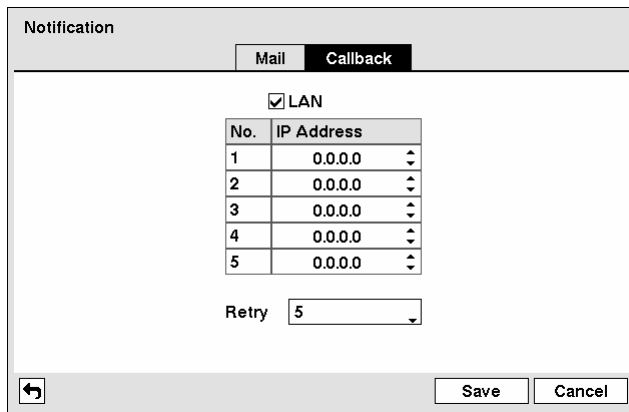 Notification
Mail Callback
LAN
No. IP Address
1 0.0.0.0
2 0.0.0.0
3 0.0.0.0
4 0.0.0.0
5 0.0.0.0
Retry 5
Save Cancel